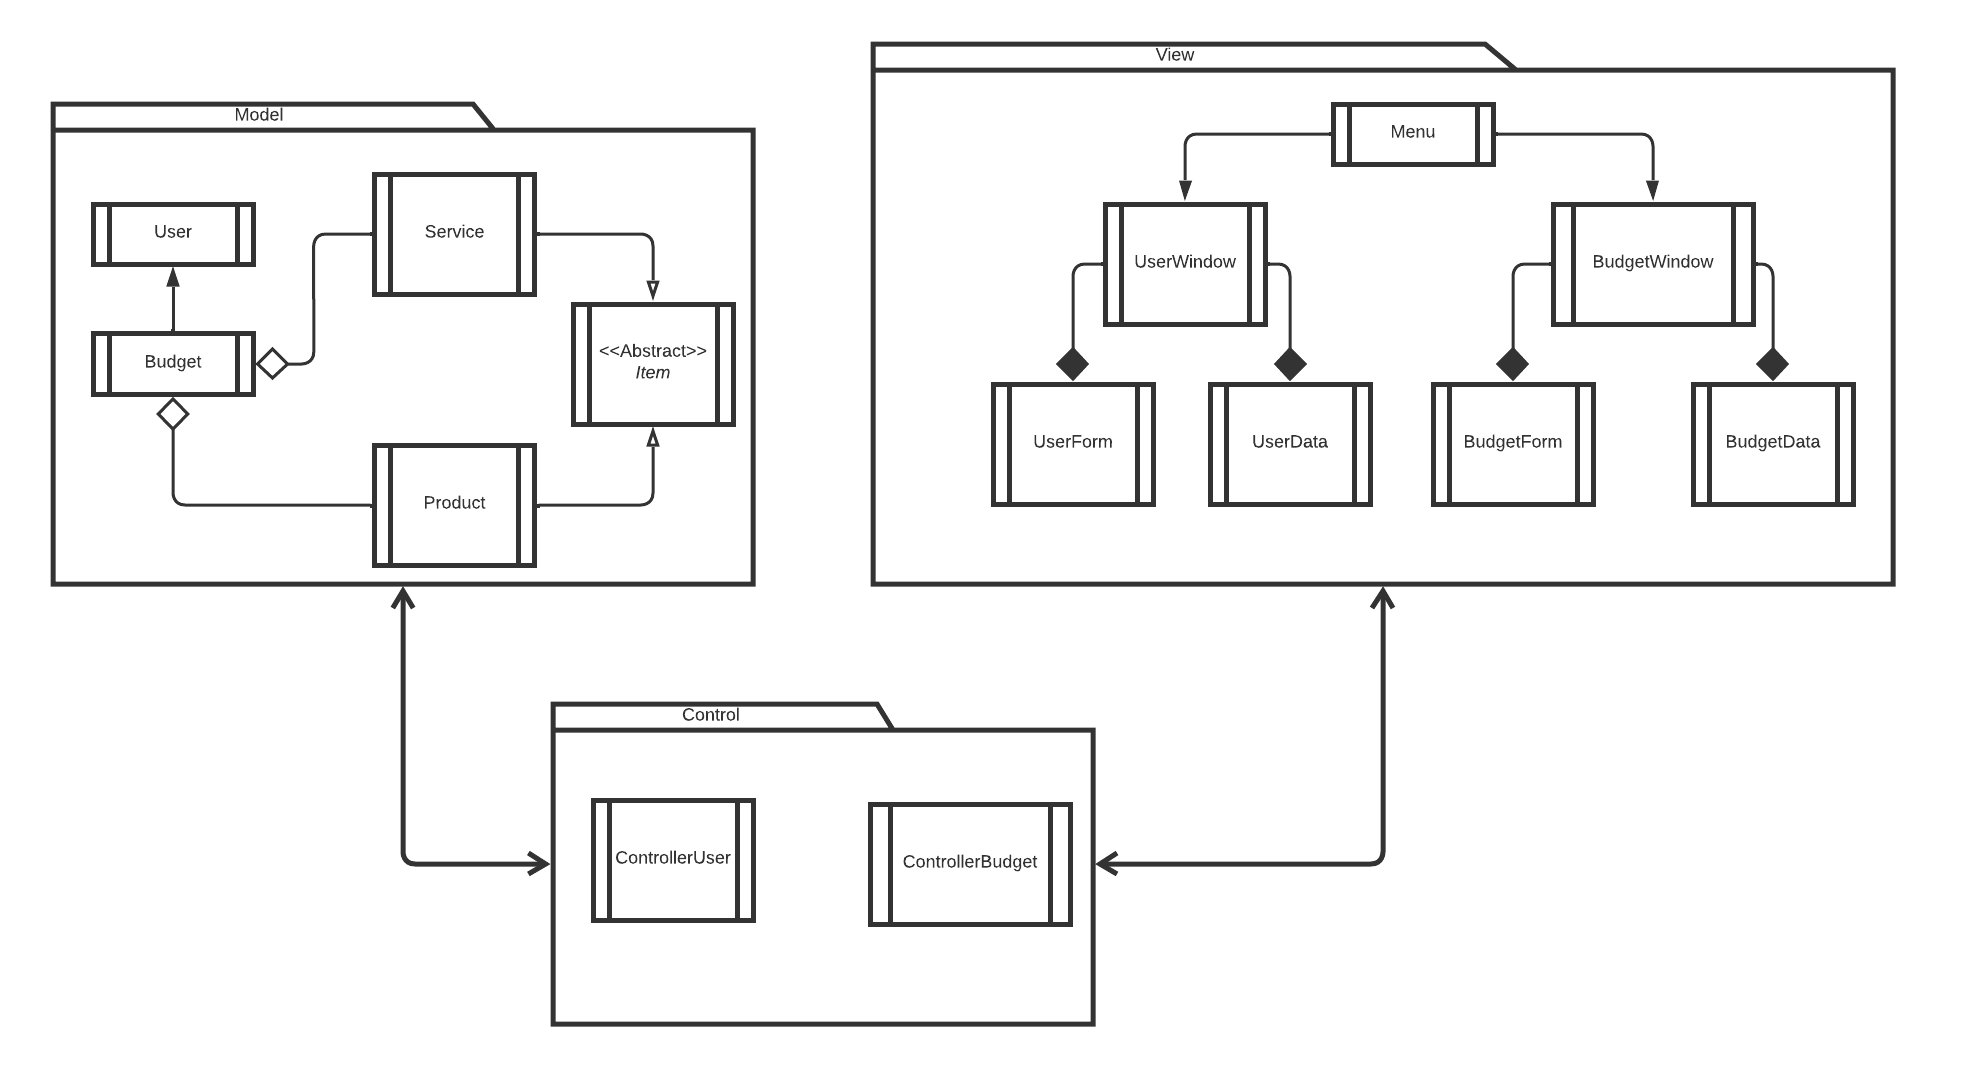 Model
User
Service
Budget
<<Abstract>>
Item
Product
View
Menu
UserWindow
BudgetWindow
UserForm
UserData
BudgetForm
BudgetData
Control
ControllerUser
ControllerBudget